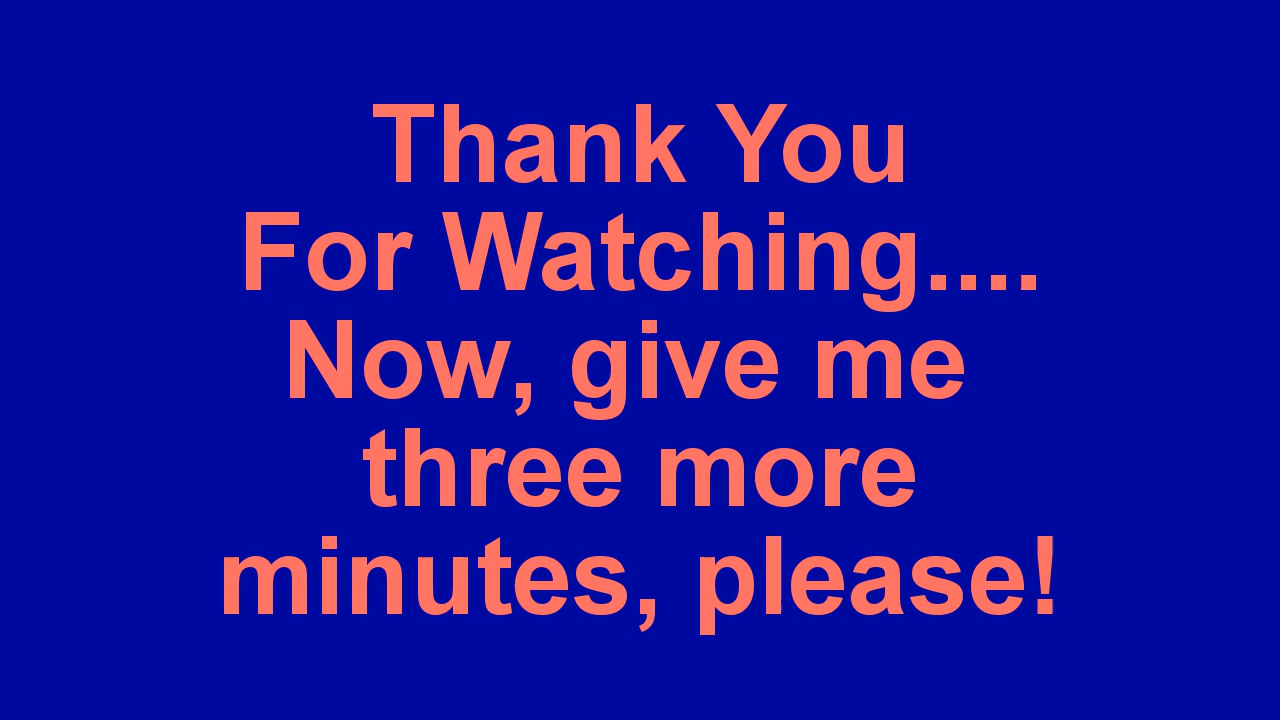 Thank You
For Watching....
Now, give me
three more
minutes, please!